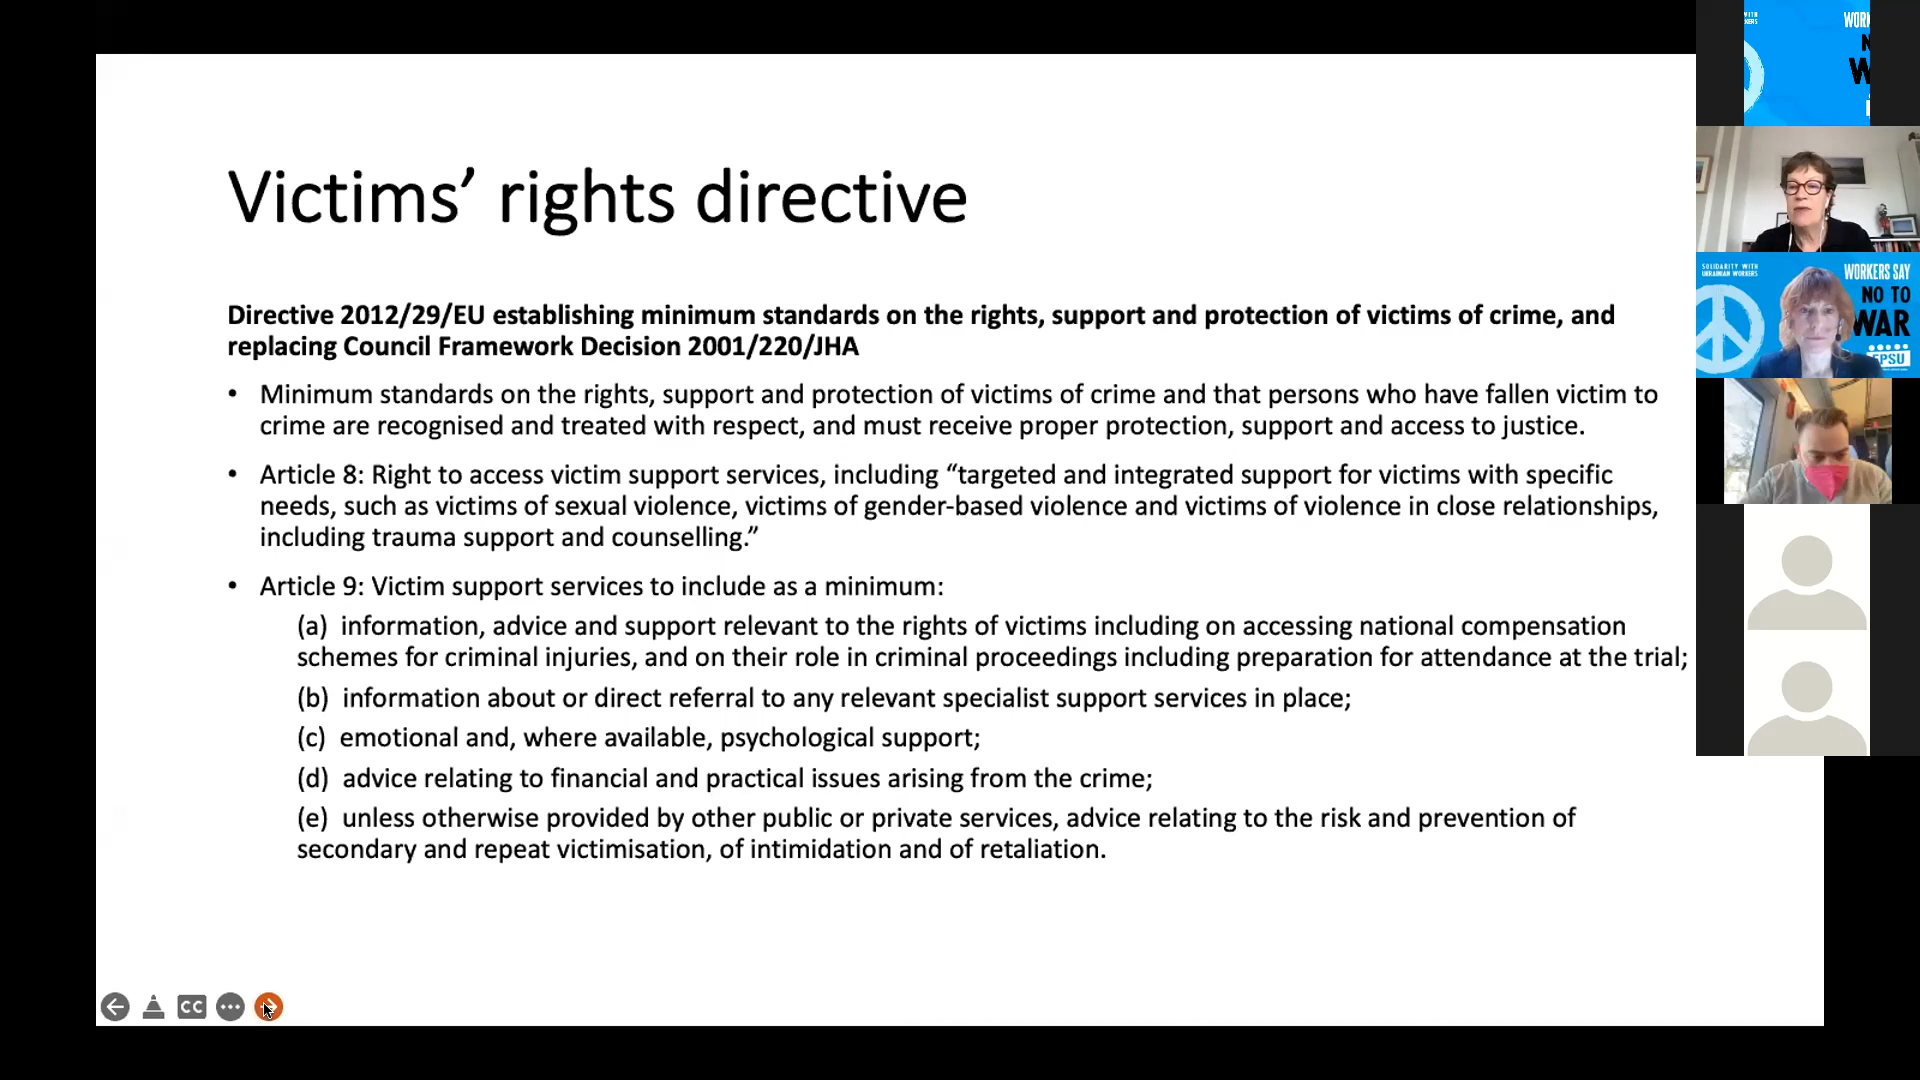 Victims’ rights directive
Directive 2012/29/EU establishing minimum standards on the rights, support and protection of victims of crime, and
replacing Council Framework Decision 2001/220/JHA
• Minimum standards on the rights, support and protection of victims of crime and that persons who have fallen victim to
crime are recognised and treated with respect, and must receive proper protection, support and access to justice.
• Article 8: Right to access victim support services, including “targeted and integrated support for victims with specific
needs, such as victims of sexual violence, victims of gender-based violence and victims of violence in close relationships,
including trauma support and counselling.”
• Article 9: Victim support services to include as a minimum:
(a) information, advice and support relevant to the rights of victims including on accessing national compensation
schemes for criminal injuries, and on their role in criminal proceedings including preparation for attendance at the trial;
(b) information about or direct referral to any relevant specialist support services in place;
(c) emotional and, where available, psychological support;
(d) advice relating to financial and practical issues arising from the crime;
(e) unless otherwise provided by other public or private services, advice relating to the risk and prevention of
secondary and repeat victimisation, of intimidation and of retaliation.
CC
SOLIDARITY WITH
UKRAINIAN WORKERS
WORKERS SAY
NO TO
WAR
EPSU